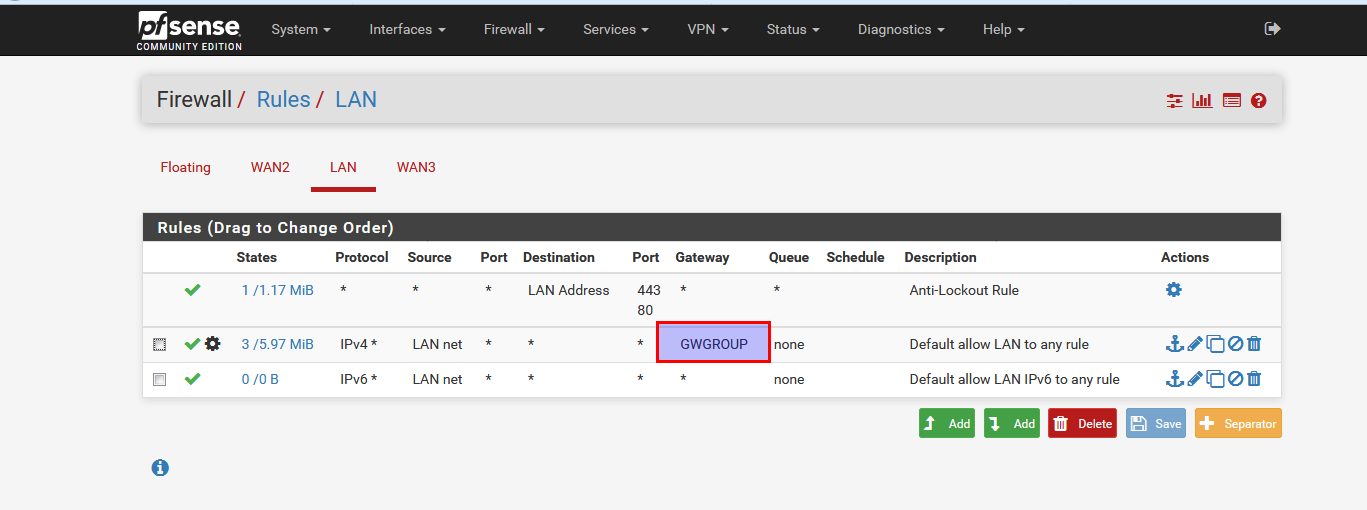 pfsense COMMUNITY EDITION System Interfaces Firewall Services VPN Status Diagnostics Help
Firewall / Rules / LAN
Floating WAN2 LAN WAN3
Rules (Drag to Change Order)
States Protocol Source Port Destination Port Gateway Queue Schedule Description Actions
1 /1.17 MiB * * * LAN Address 443 80 * * Anti-Lockout Rule
3 /5.97 MiB IPv4 * LAN net * * * GWGROUP none Default allow LAN to any rule
0 /0 B IPv6 * LAN net * * * * none Default allow LAN IPv6 to any rule
Add Add Delete Save Separator